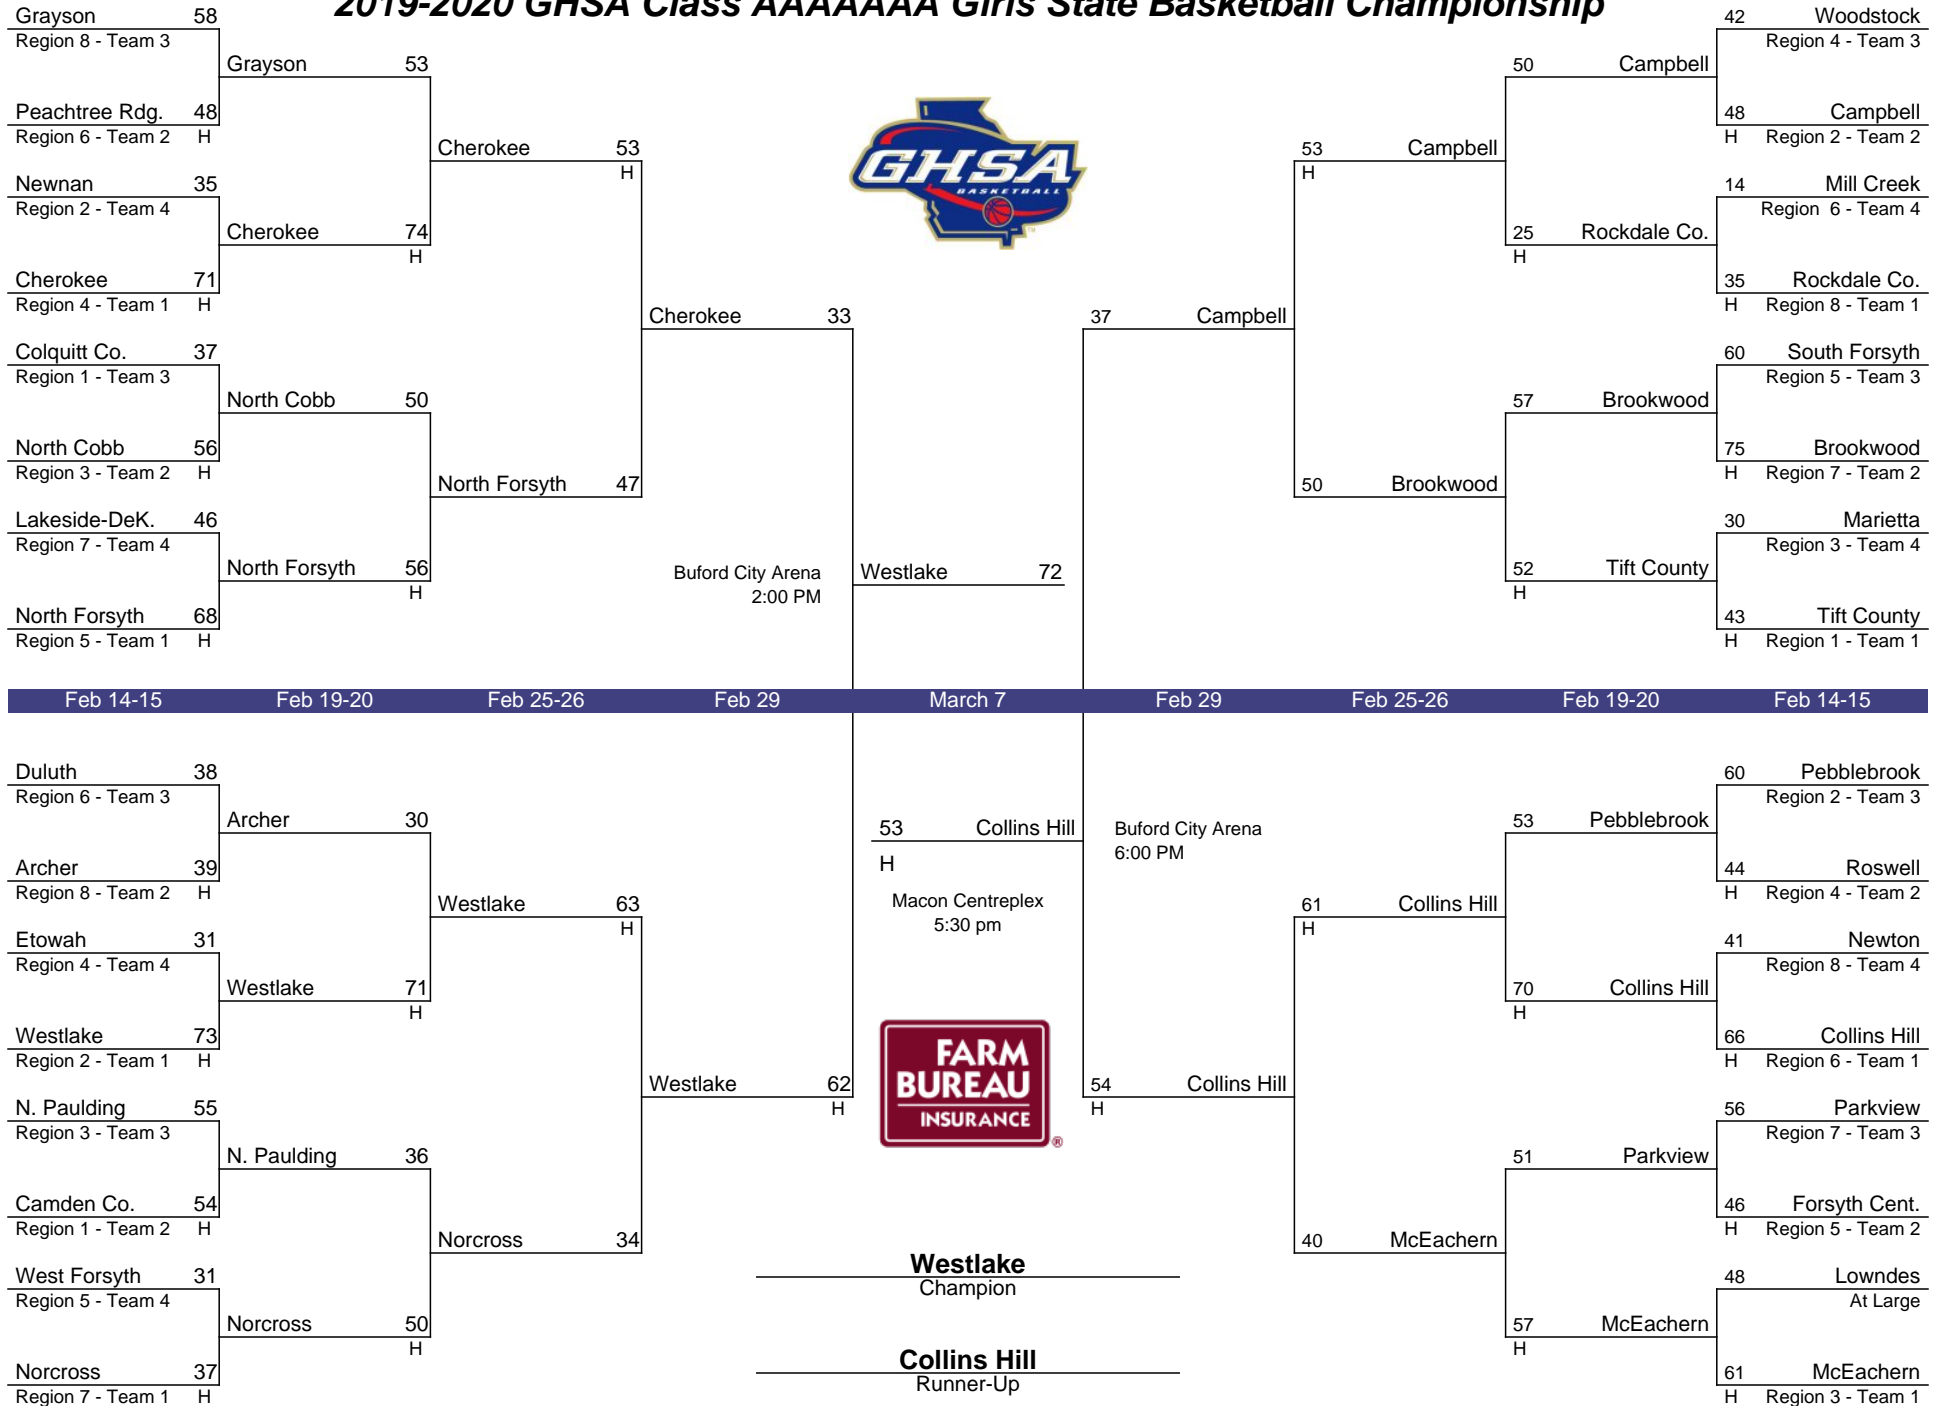 2019-2020 GHSA Class AAAAAAA Girls State Basketball Championship
Grayson 58
Region 8 - Team 3
Grayson 53
Peachtree Rdg. 48
Region 6 - Team 2 H
Cherokee 53
H
Newnan 35
Region 2 - Team 4
Cherokee 74
H
Cherokee 71
Region 4 - Team 1 H
Cherokee 33
Colquitt Co. 37
Region 1 - Team 3
North Cobb 50
North Cobb 56
Region 3 - Team 2 H
North Forsyth 47
Lakeside-DeK. 46
Region 7 - Team 4
North Forsyth 56
H
North Forsyth 68
Region 5 - Team 1 H
Buford City Arena
2:00 PM
Westlake 72
GHSA
BASKETBALL
TM
42 Woodstock
Region 4 - Team 3
50 Campbell
48 Campbell
H Region 2 - Team 2
53 Campbell
H
14 Mill Creek
Region 6 - Team 4
25 Rockdale Co.
H
35 Rockdale Co.
H Region 8 - Team 1
37 Campbell
60 South Forsyth
Region 5 - Team 3
57 Brookwood
75 Brookwood
H Region 7 - Team 2
50 Brookwood
30 Marietta
Region 3 - Team 4
52 Tift County
H
43 Tift County
H Region 1 - Team 1
Feb 14-15 Feb 19-20 Feb 25-26 Feb 29 March 7 Feb 29 Feb 25-26 Feb 19-20 Feb 14-15
Duluth 38
Region 6 - Team 3
Archer 30
Archer 39
Region 8 - Team 2 H
Westlake 63
H
Etowah 31
Region 4 - Team 4
Westlake 71
H
Westlake 73
Region 2 - Team 1 H
Westlake 62
H
N. Paulding 55
Region 3 - Team 3
N. Paulding 36
Camden Co. 54
Region 1 - Team 2 H
Norcross 34
West Forsyth 31
Region 5 - Team 4
Norcross 50
H
Norcross 37
Region 7 - Team 1 H
53 Collins Hill
H
Macon Centreplex
5:30 pm
Buford City Arena
6:00 PM
FARM
BUREAU
INSURANCE
®
Westlake
Champion
Collins Hill
Runner-Up
60 Pebblebrook
Region 2 - Team 3
53 Pebblebrook
44 Roswell
H Region 4 - Team 2
61 Collins Hill
H
41 Newton
Region 8 - Team 4
70 Collins Hill
H
66 Collins Hill
H Region 6 - Team 1
54 Collins Hill
H
56 Parkview
Region 7 - Team 3
51 Parkview
46 Forsyth Cent.
H Region 5 - Team 2
40 McEachern
48 Lowndes
At Large
57 McEachern
H
61 McEachern
H Region 3 - Team 1